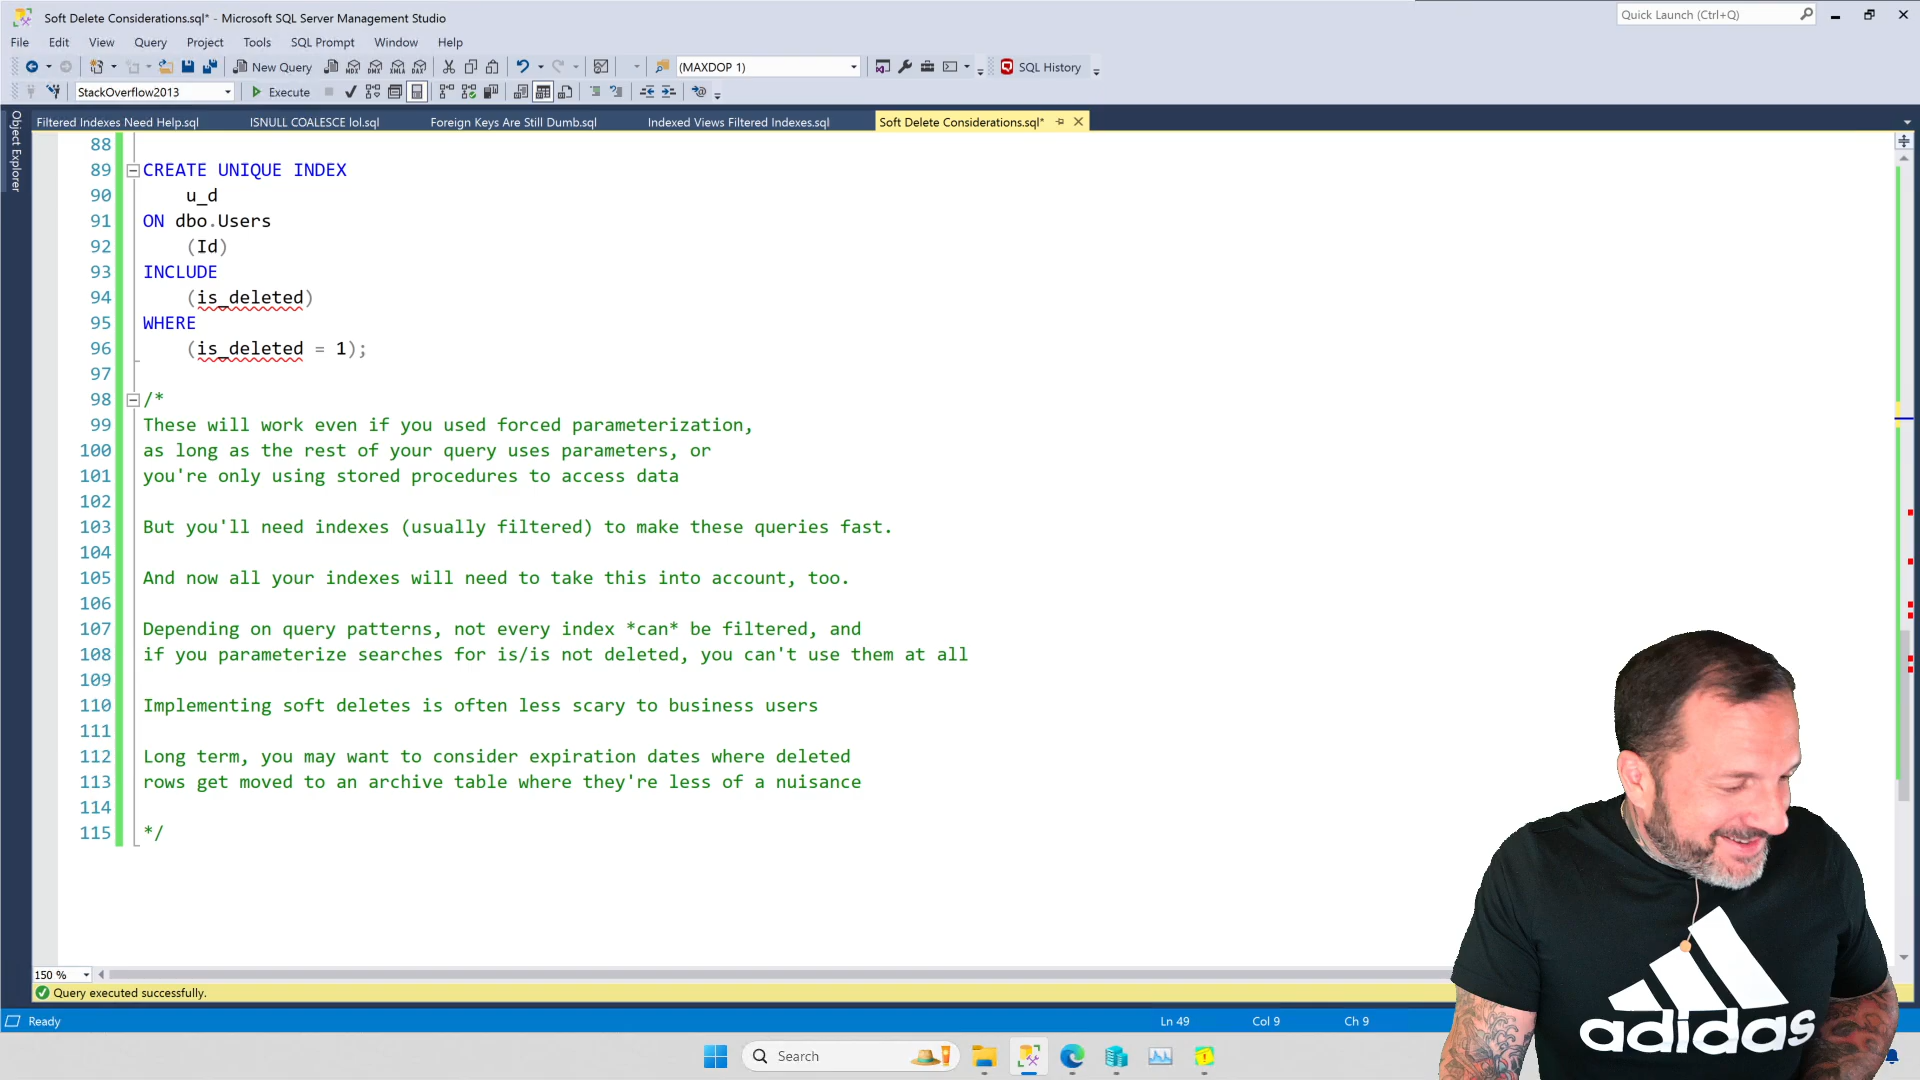 Soft Delete Considerations.sql* - Microsoft SQL Server Management Studio
Quick Launch (Ctrl+Q)
File Edit View Query Project Tools SQL Prompt Window Help
New Query MDX DMX XMLA DAX (MAXDOP 1) SQL History
StackOverflow2013 Execute
Filtered Indexes Need Help.sql ISNULL COALESCE lol.sql Foreign Keys Are Still Dumb.sql Indexed Views Filtered Indexes.sql Soft Delete Considerations.sql*
Object Explorer
88
89 CREATE UNIQUE INDEX
90 u_d
91 ON dbo.Users
92 (Id)
93 INCLUDE
94 (is_deleted)
95 WHERE
96 (is_deleted = 1);
97
98 /*
99 These will work even if you used forced parameterization,
100 as long as the rest of your query uses parameters, or
101 you're only using stored procedures to access data
102
103 But you'll need indexes (usually filtered) to make these queries fast.
104
105 And now all your indexes will need to take this into account, too.
106
107 Depending on query patterns, not every index *can* be filtered, and
108 if you parameterize searches for is/is not deleted, you can't use them at all
109
110 Implementing soft deletes is often less scary to business users
111
112 Long term, you may want to consider expiration dates where deleted
113 rows get moved to an archive table where they're less of a nuisance
114
115 */
150 %
Query executed successfully.
Ready Ln 49 Col 9 Ch 9
Search
adidas